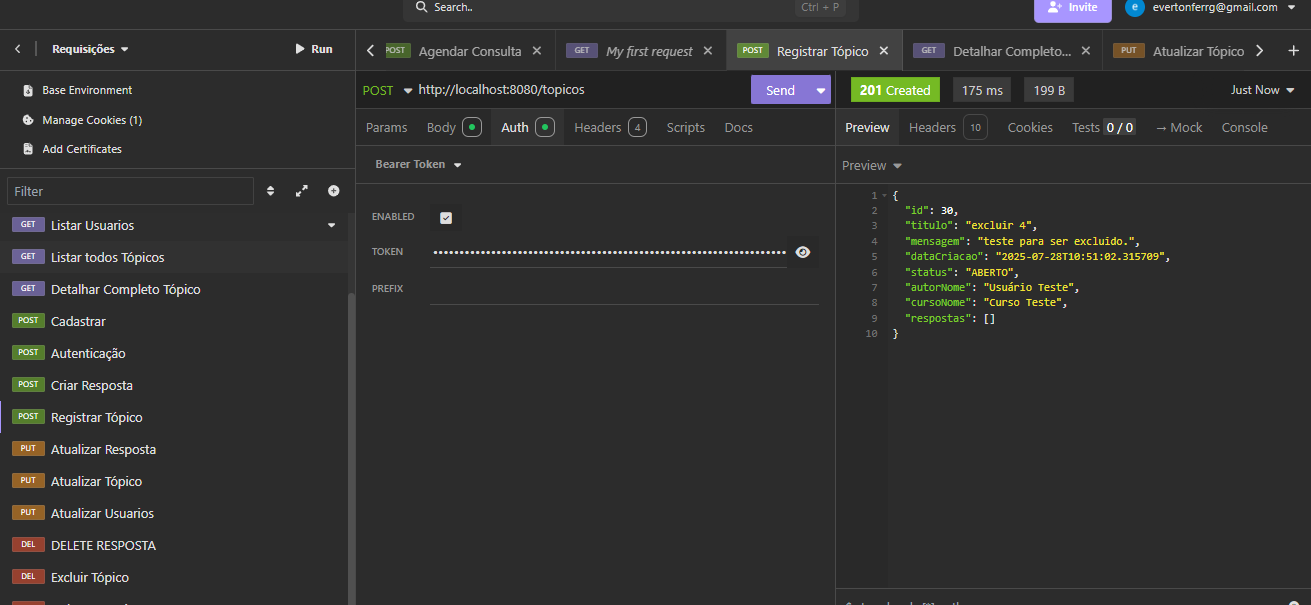 Search.. Ctrl + P Invite e evertonferrg@gmail.com
Requisições Run
POST Agendar Consulta GET My first request POST Registrar Tópico GET Detalhar Completo... PUT Atualizar Tópico
Base Environment
Manage Cookies (1)
Add Certificates
Filter
GET Listar Usuarios
GET Listar todos Tópicos
GET Detalhar Completo Tópico
POST Cadastrar
POST Autenticação
POST Criar Resposta
POST Registrar Tópico
PUT Atualizar Resposta
PUT Atualizar Tópico
PUT Atualizar Usuarios
DEL DELETE RESPOSTA
DEL Excluir Tópico
POST http://localhost:8080/topicos Send
Params Body Auth Headers 4 Scripts Docs
Bearer Token
ENABLED
TOKEN ••••••••••••••••••••••••••••••••••••••••••••••••••••••••••••
PREFIX
201 Created 175 ms 199 B Just Now
Preview Headers 10 Cookies Tests 0 / 0 → Mock Console
Preview
1 {
2 "id": 30,
3 "titulo": "excluir 4",
4 "mensagem": "teste para ser excluído.",
5 "dataCriacao": "2025-07-28T10:51:02.315709",
6 "status": "ABERTO",
7 "autorNome": "Usuário Teste",
8 "cursoNome": "Curso Teste",
9 "respostas": []
10 }